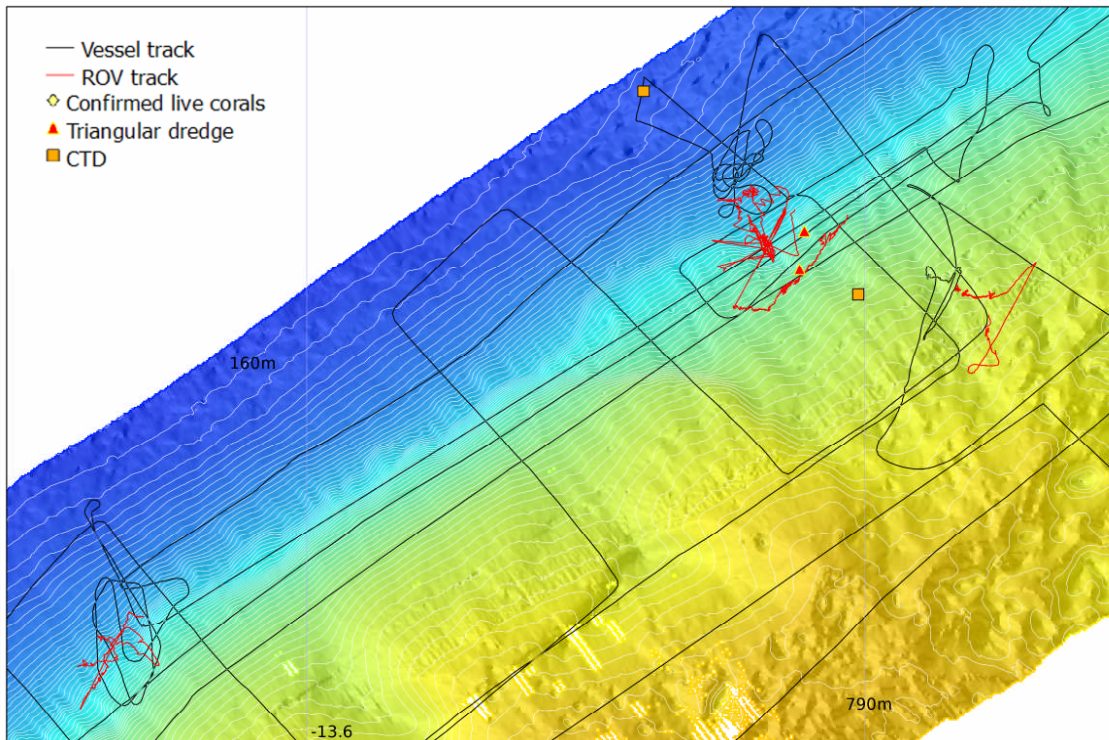 Vessel track
ROV track
Confirmed live corals
Triangular dredge
CTD
160m
790m
-13.6